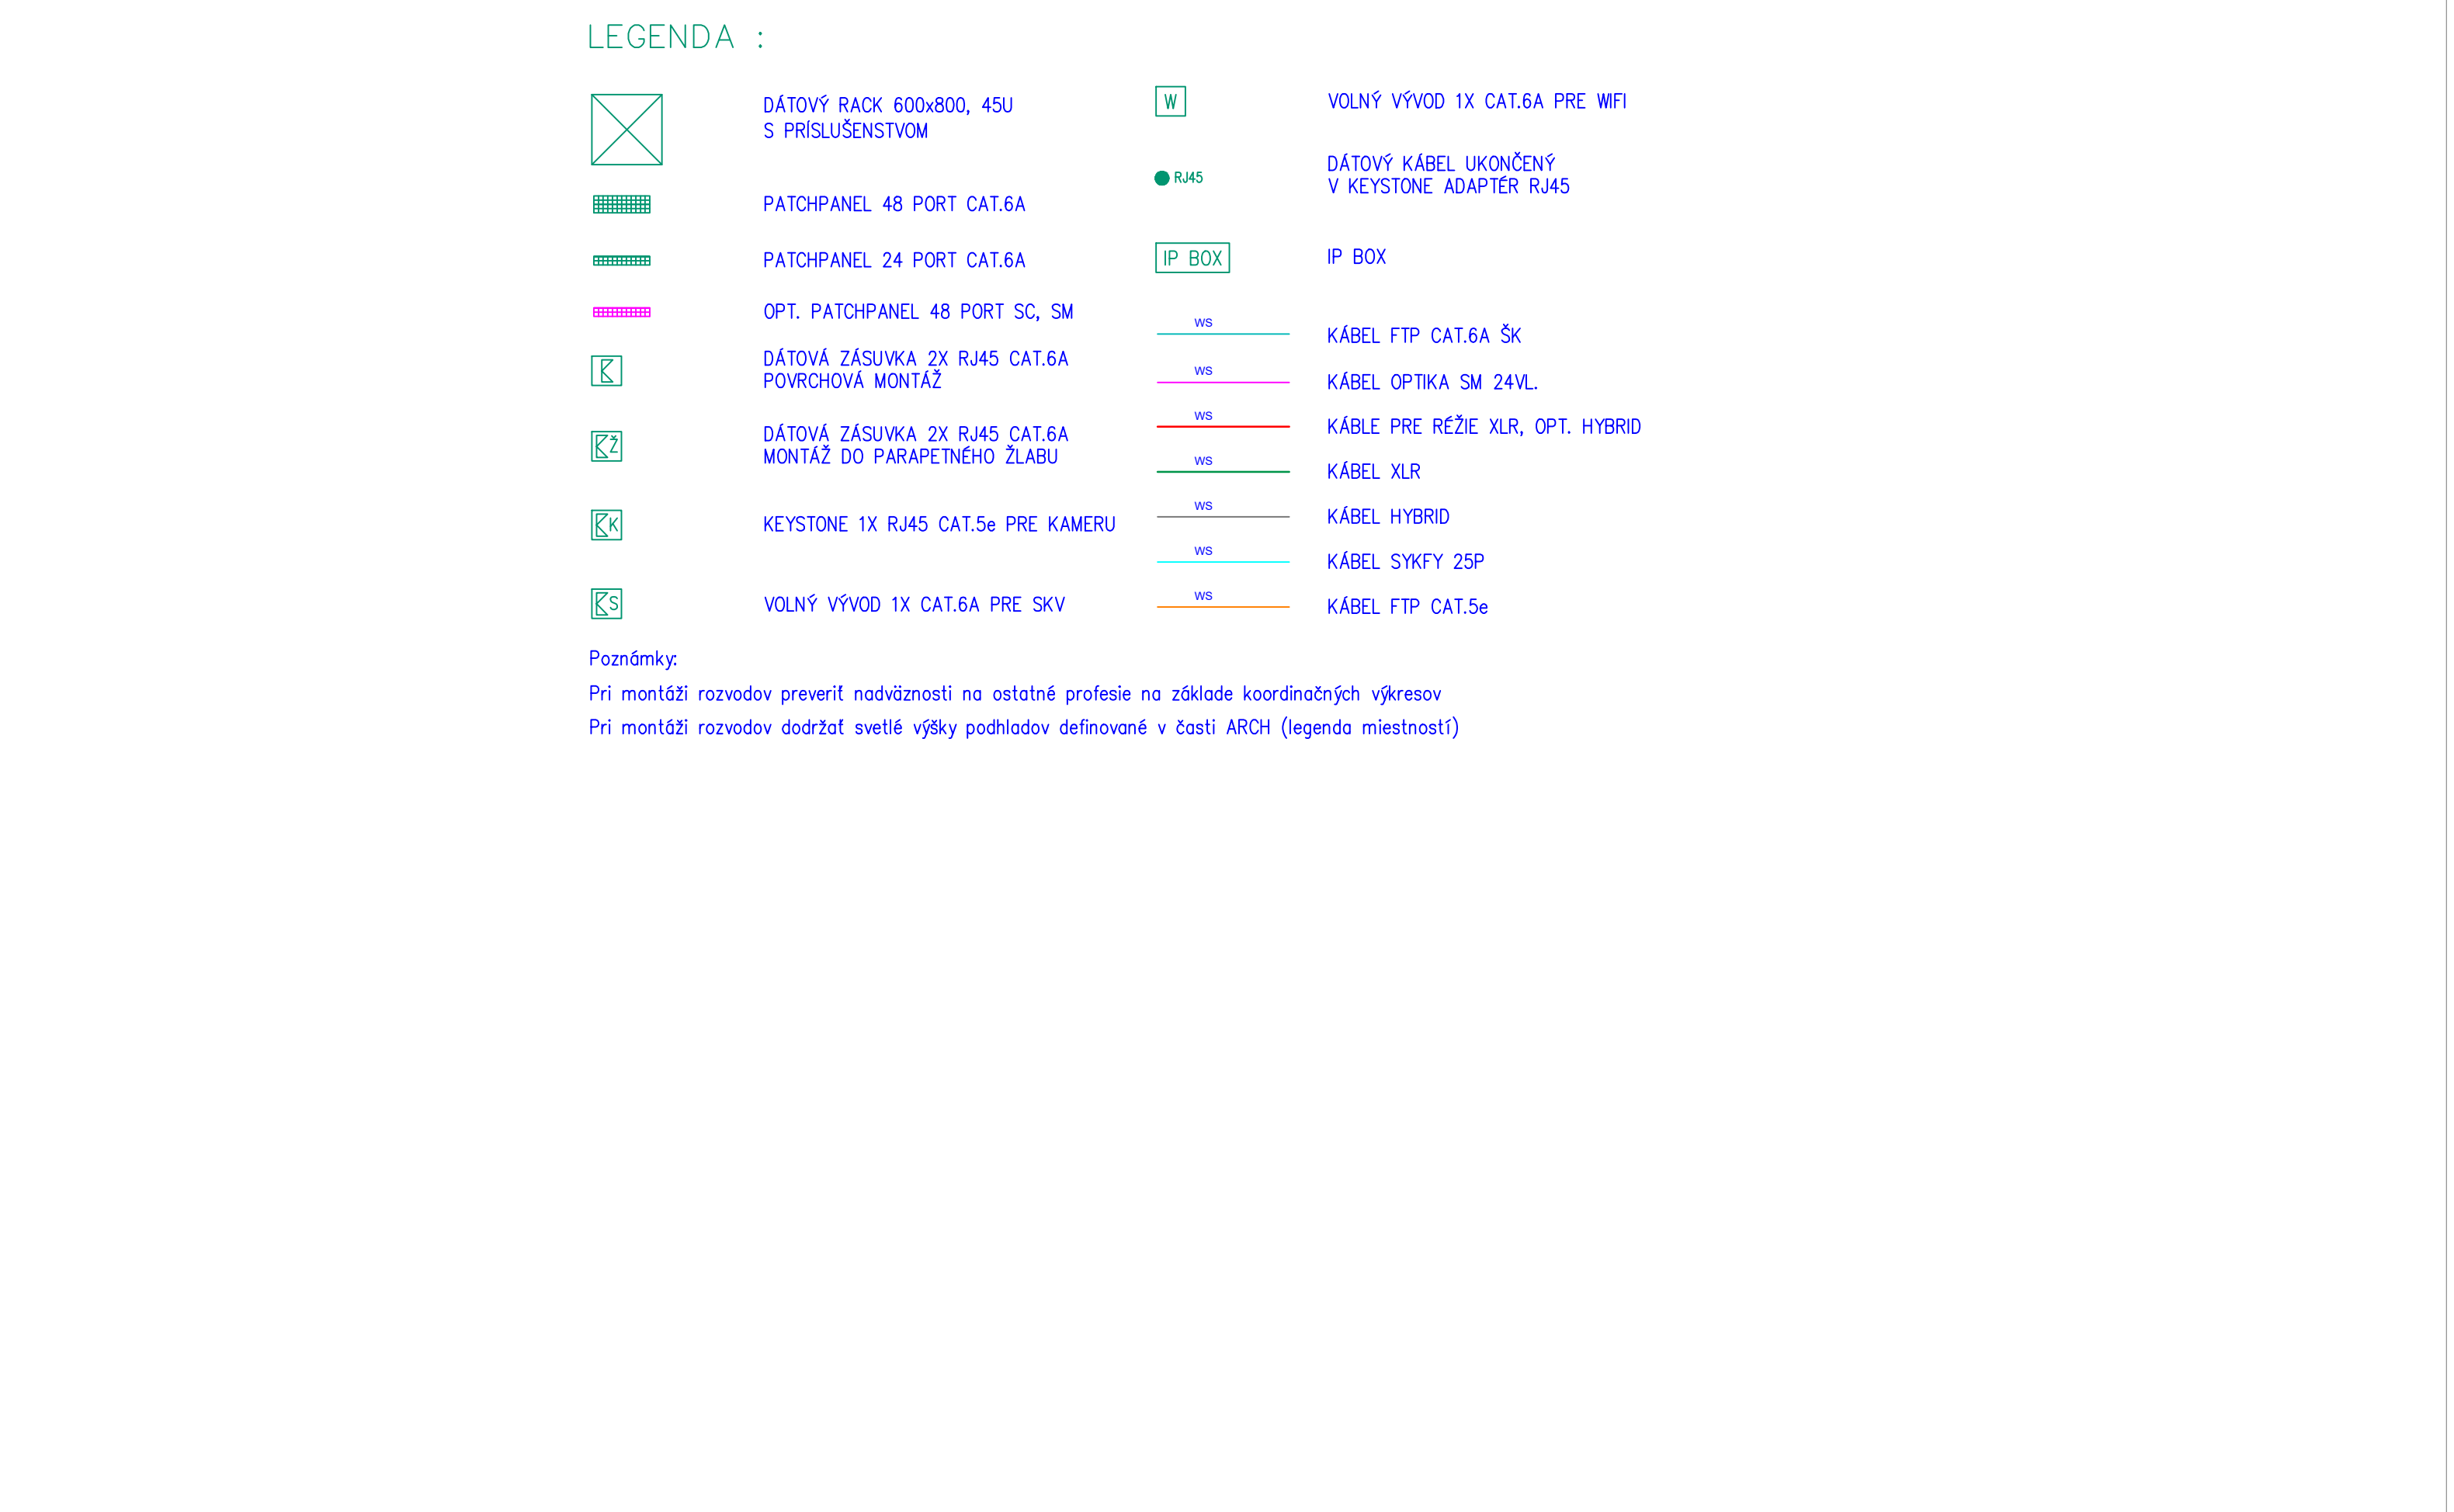 LEGENDA :
DÁTOVÝ RACK 600x800, 45U
S PRÍSLUŠENSTVOM
PATCHPANEL 48 PORT CAT.6A
PATCHPANEL 24 PORT CAT.6A
OPT. PATCHPANEL 48 PORT SC, SM
K
DÁTOVÁ ZÁSUVKA 2X RJ45 CAT.6A
POVRCHOVÁ MONTÁŽ
KŽ
DÁTOVÁ ZÁSUVKA 2X RJ45 CAT.6A
MONTÁŽ DO PARAPETNÉHO ŽLABU
KK
KEYSTONE 1X RJ45 CAT.5e PRE KAMERU
KS
VOLNÝ VÝVOD 1X CAT.6A PRE SKV
W
VOLNÝ VÝVOD 1X CAT.6A PRE WIFI
RJ45
DÁTOVÝ KÁBEL UKONČENÝ
V KEYSTONE ADAPTÉR RJ45
IP BOX
IP BOX
WS
KÁBEL FTP CAT.6A ŠK
WS
KÁBEL OPTIKA SM 24VL.
WS
KÁBLE PRE RÉŽIE XLR, OPT. HYBRID
WS
KÁBEL XLR
WS
KÁBEL HYBRID
WS
KÁBEL SYKFY 25P
WS
KÁBEL FTP CAT.5e
Poznámky:
Pri montáži rozvodov preveriť nadväznosti na ostatné profesie na základe koordinačných výkresov
Pri montáži rozvodov dodržať svetlé výšky podhladov definované v časti ARCH (legenda miestností)